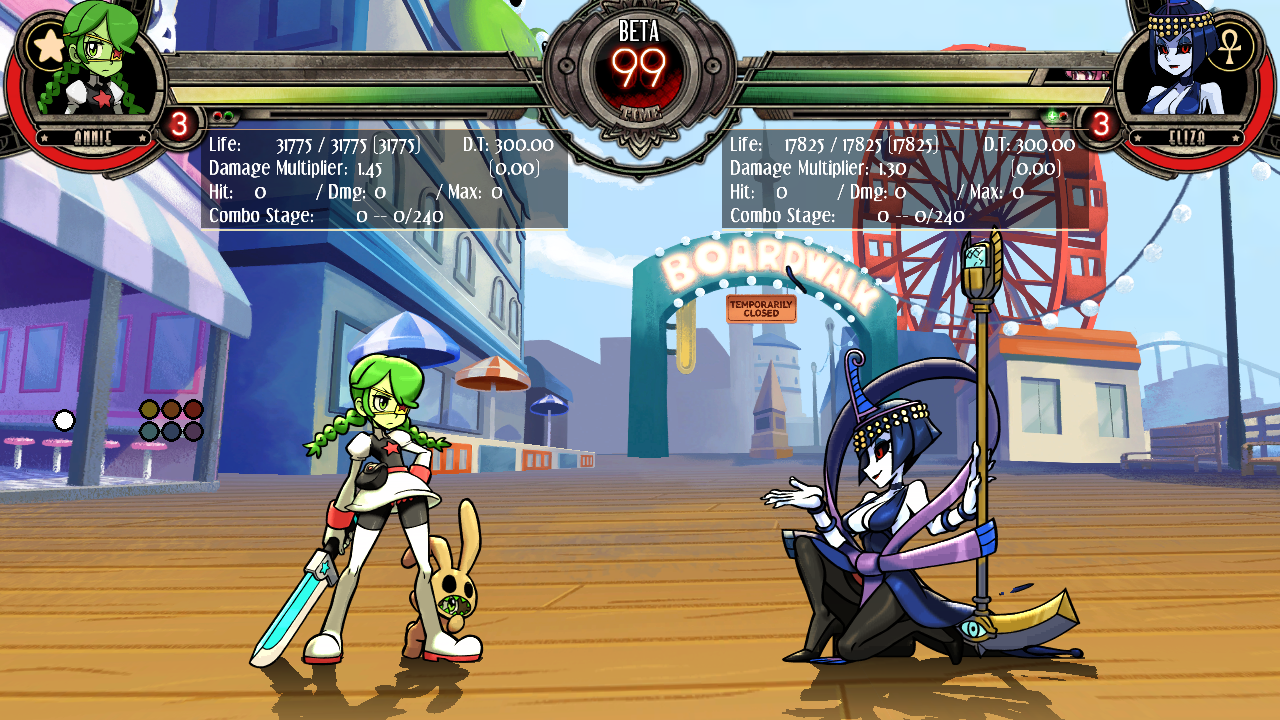 BETA
99
TIME
ANNIE
3
ELIZA
3
Life: 31775 / 31775 (31775) D.T: 300.00
Damage Multiplier: 1.45 (0.00)
Hit: 0 / Dmg: 0 / Max: 0
Combo Stage: 0 -- 0/240
Life: 17825 / 17825 (17825) D.T: 300.00
Damage Multiplier: 1.30 (0.00)
Hit: 0 / Dmg: 0 / Max: 0
Combo Stage: 0 -- 0/240
BOARDWALK
TEMPORARILY
CLOSED